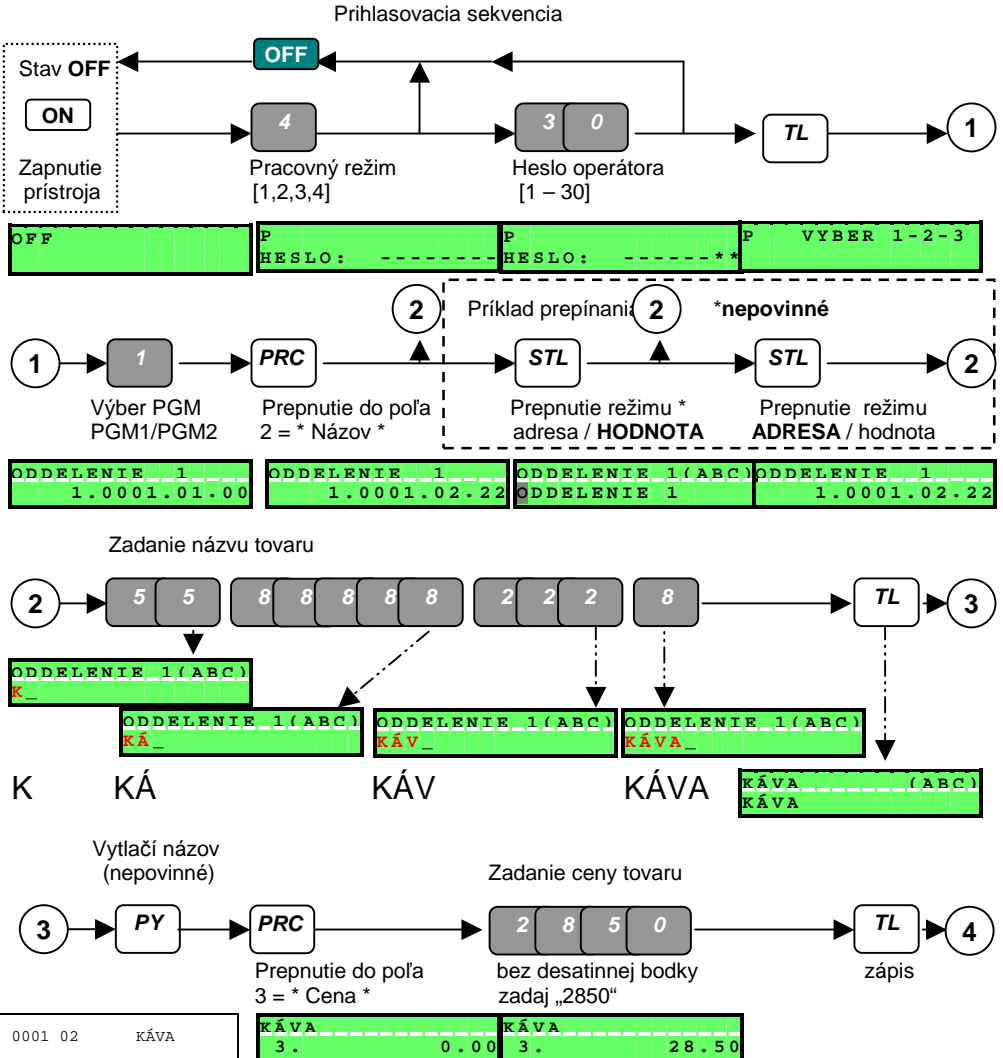 Prihlasovacia sekvencia
Stav OFF
OFF
ON
4
3 0
TL
1
Zapnutie
prístroja
Pracovný režim
[1,2,3,4]
Heslo operátora
[1 – 30]
OFF
P
HESLO: --------
P
HESLO: ------**
P VYBER 1-2-3
2
Príklad prepínani
2
*nepovinné
1
1
PRC
STL
STL
2
Výber PGM
PGM1/PGM2
Prepnutie do poľa
2 = * Názov *
Prepnutie režimu *
adresa / HODNOTA
Prepnutie režimu
ADRESA / hodnota
ODDELENIE 1
1.0001.01.00
ODDELENIE 1
1.0001.02.22
ODDELENIE 1(ABC)
ODDELENIE 1
ODDELENIE 1
1.0001.02.22
Zadanie názvu tovaru
2
5 5
8 8 8 8 8
2 2 2
8
TL
3
ODDELENIE 1(ABC)
K_
ODDELENIE 1(ABC)
KÁ_
ODDELENIE 1(ABC)
KÁV_
ODDELENIE 1(ABC)
KÁVA_
K
KÁ
KÁV
KÁVA
KÁVA (ABC)
KÁVA
Vytlačí názov
(nepovinné)
Zadanie ceny tovaru
3
PY
PRC
2 8 5 0
TL
4
Prepnutie do poľa
3 = * Cena *
bez desatinnej bodky
zadaj „2850“
zápis
0001 02 KÁVA
KÁVA
3. 0.00
KÁVA
3. 28.50